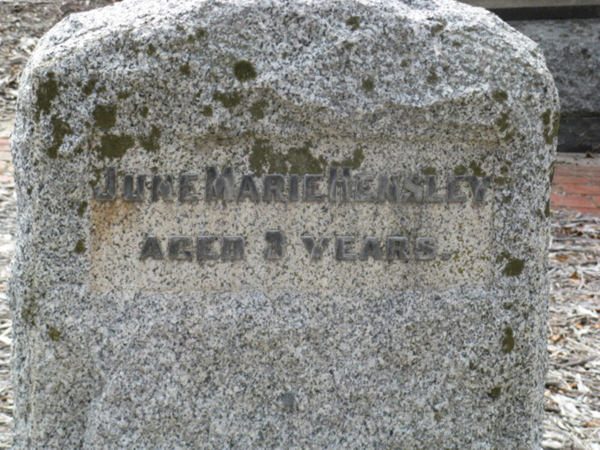 JUNE MARIE HENSLEY
AGED 3 YEARS.